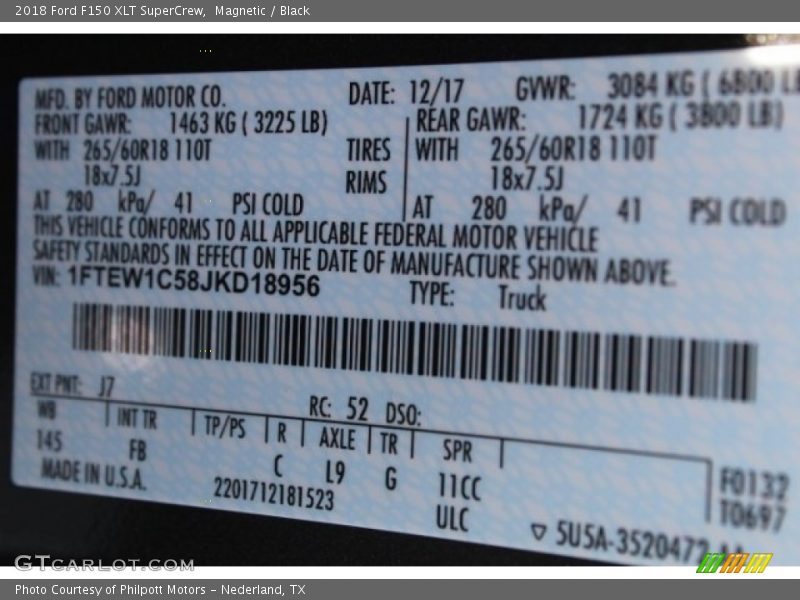 2018 Ford F150 XLT SuperCrew, Magnetic / Black
MFD. BY FORD MOTOR CO. DATE: 12/17 GVWR: 3084 KG ( 6800 LB
FRONT GAWR: 1463 KG ( 3225 LB) REAR GAWR: 1724 KG ( 3800 LB)
WITH 265/60R18 110T TIRES WITH 265/60R18 110T
18x7.5J RIMS 18x7.5J
AT 280 kPa/ 41 PSI COLD AT 280 kPa/ 41 PSI COLD
THIS VEHICLE CONFORMS TO ALL APPLICABLE FEDERAL MOTOR VEHICLE
SAFETY STANDARDS IN EFFECT ON THE DATE OF MANUFACTURE SHOWN ABOVE.
VIN: 1FTEW1C58JKD18956 TYPE: Truck
EXT PNT: J7 RC: 52 DSO:
WB INT TR TP/PS R AXLE TR SPR
145 FB C L9 G 11CC F0132
MADE IN U.S.A. 2201712181523 ULC T0697
▽ 5U5A-3520472
GTCarLot.com
Photo Courtesy of Philpott Motors - Nederland, TX